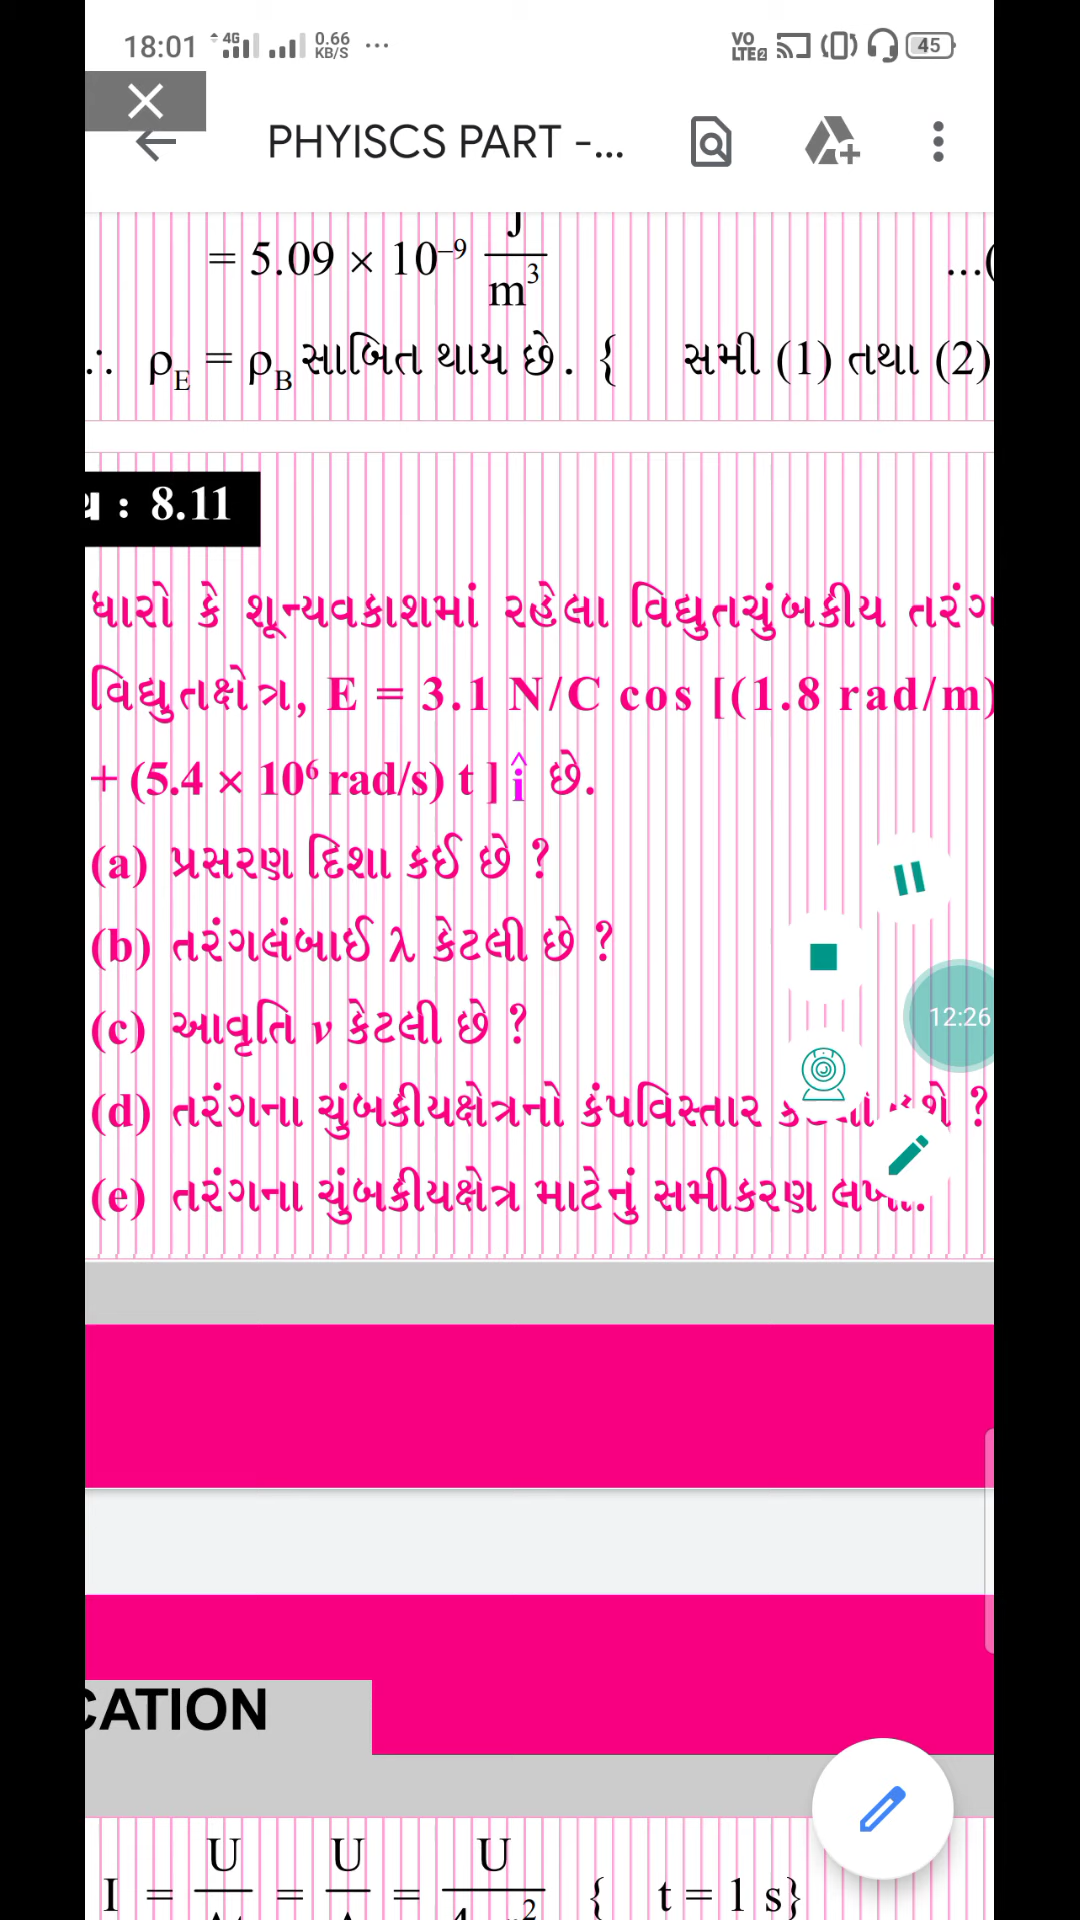 18:01 4G 0.66 KB/S ... VO LTE2 45
PHYISCS PART -...
= 5.09 × 10⁻⁹ J/m³ ...(
∴ ρE = ρB સાબિત થાય છે. { સમી (1) તથા (2)
: 8.11
ધારો કે શૂન્યવકાશમાં રહેલા વિદ્યુતચુંબકીય તરંગ
વિદ્યુતક્ષેત્ર, E = 3.1 N/C cos [(1.8 rad/m)
+ (5.4 × 10⁶ rad/s) t ] î છે.
(a) પ્રસરણ દિશા કઈ છે ?
(b) તરંગલંબાઈ λ કેટલી છે ?
(c) આવૃતિ ν કેટલી છે ?
12:26
(d) તરંગના ચુંબકીયક્ષેત્રનો કંપવિસ્તાર ?
(e) તરંગના ચુંબકીયક્ષેત્ર માટેનું સમીકરણ
CATION
I = U = U = U { t = 1 s}